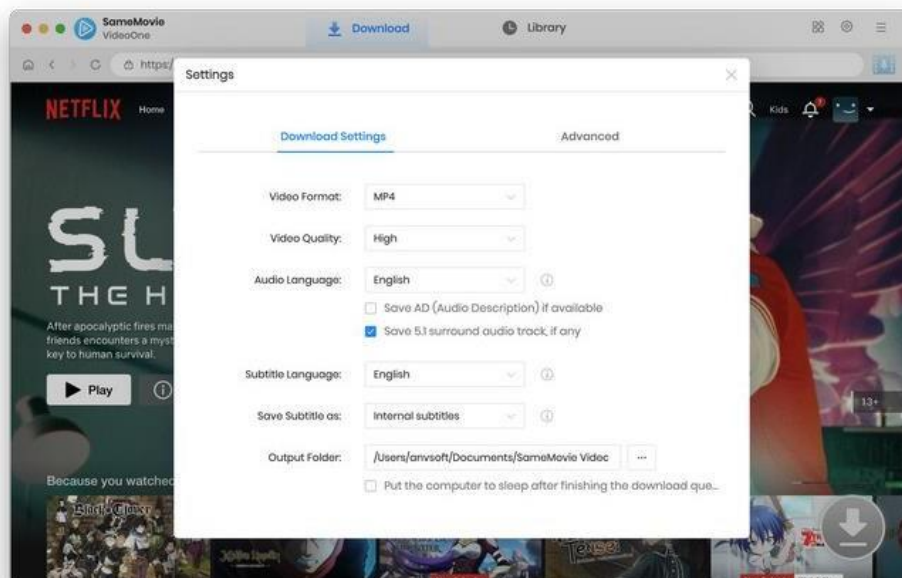 SameMovie
VideoOne
Download
Library
https:/
Settings
NETFLIX
Home
Kids
Download Settings
Advanced
Video Format:
MP4
Video Quality:
High
Audio Language:
English
Save AD (Audio Description) if available
Save 5.1 surround audio track, if any
Subtitle Language:
English
Save Subtitle as:
Internal subtitles
Output Folder:
/Users/anvsoft/Documents/SameMovie Videc
...
Put the computer to sleep after finishing the download que...
SL
THE H
After apocalyptic fires ma
friends encounters a myst
key to human survival.
Play
13+
Because you watched
Black Clover